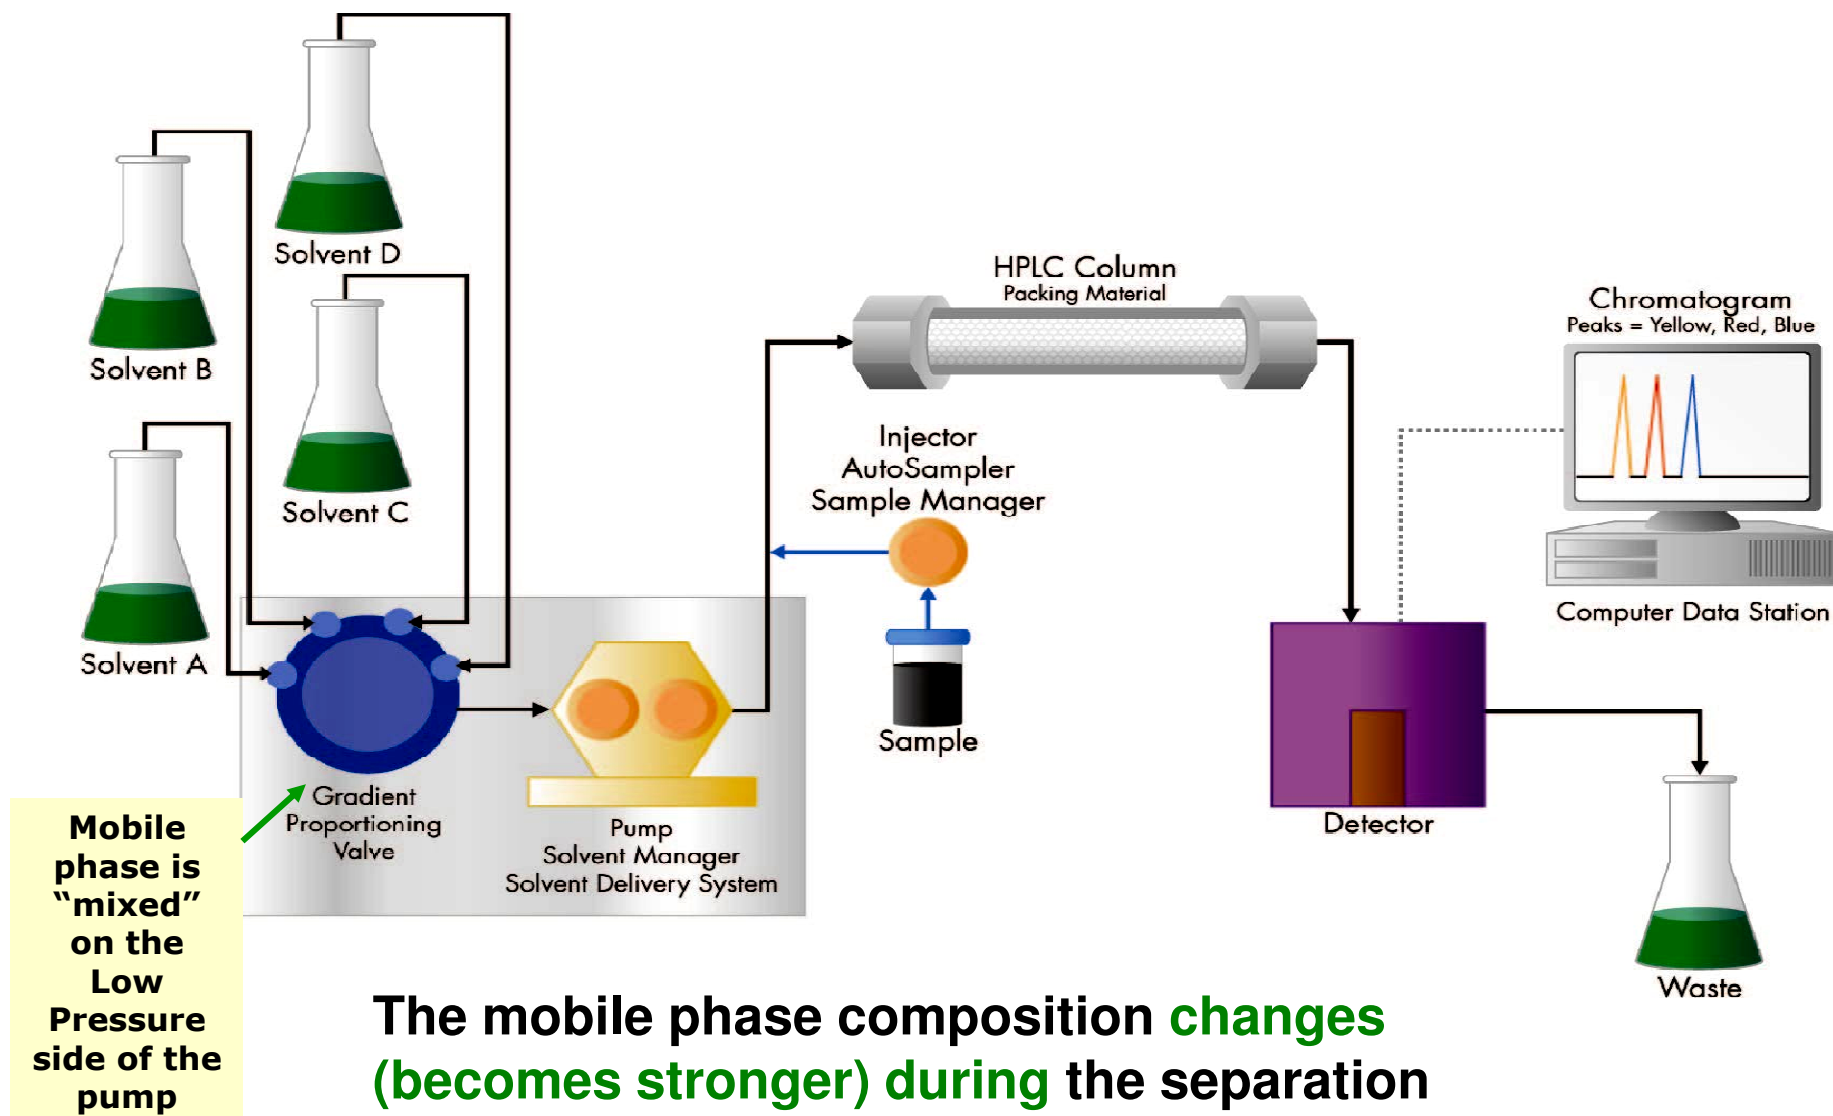 Solvent D
Solvent B
Solvent C
Solvent A
HPLC Column
Packing Material
Chromatogram
Peaks = Yellow, Red, Blue
Injector
AutoSampler
Sample Manager
Computer Data Station
Sample
Gradient
Proportioning
Valve
Pump
Solvent Manager
Solvent Delivery System
Detector
Waste
Mobile
phase is
“mixed”
on the
Low
Pressure
side of the
pump
The mobile phase composition changes
(becomes stronger) during the separation